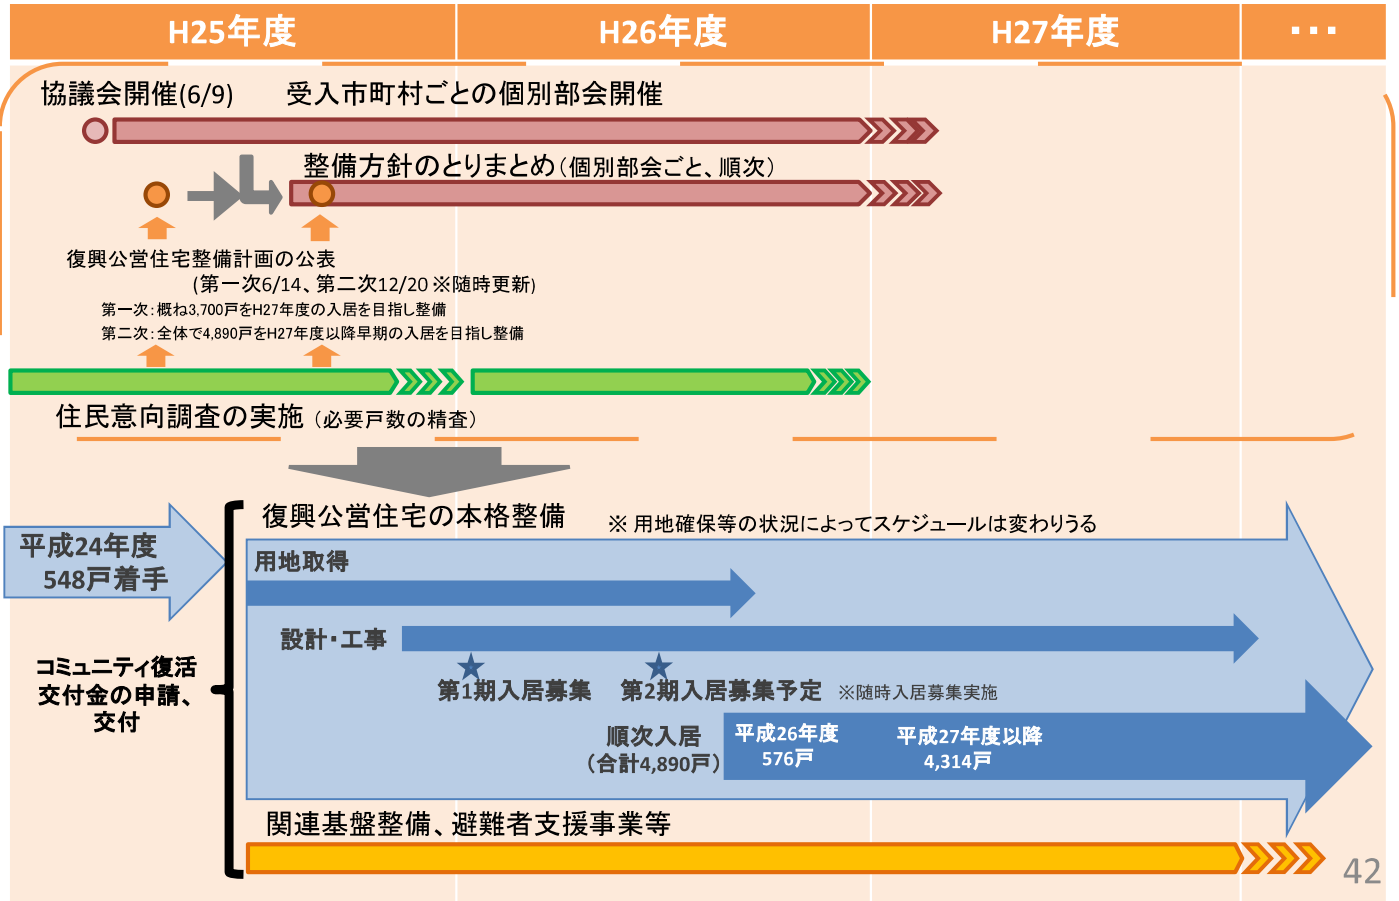 H25年度
H26年度
H27年度
・・・
協議会開催(6/9)
受入市町村ごとの個別部会開催
整備方針のとりまとめ（個別部会ごと、順次）
復興公営住宅整備計画の公表
(第一次6/14、第二次12/20 ※随時更新)
第一次：概ね3,700戸をH27年度の入居を目指し整備
第二次：全体で4,890戸をH27年度以降早期の入居を目指し整備
住民意向調査の実施（必要戸数の精査）
復興公営住宅の本格整備
※ 用地確保等の状況によってスケジュールは変わりうる
平成24年度
548戸着手
用地取得
設計・工事
コミュニティ復活
交付金の申請、
交付
第1期入居募集
第2期入居募集予定
※随時入居募集実施
順次入居
（合計4,890戸）
平成26年度
576戸
平成27年度以降
4,314戸
関連基盤整備、避難者支援事業等
42